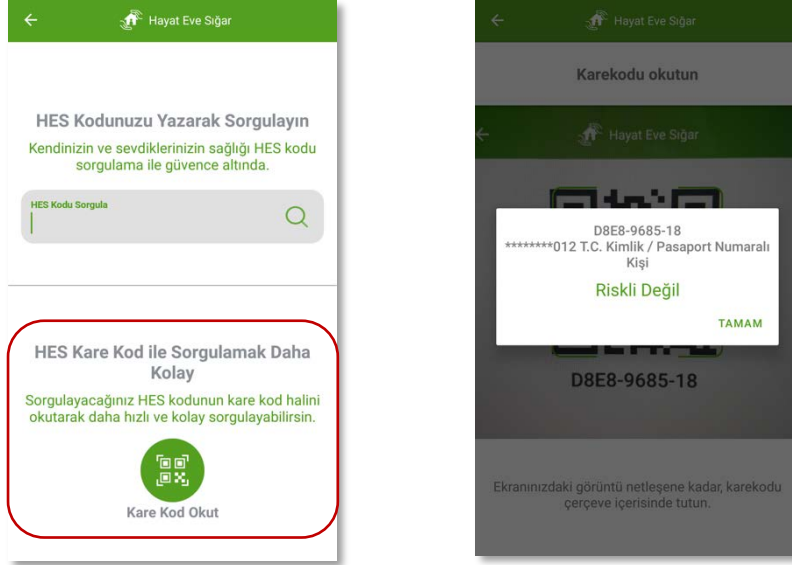 Hayat Eve Sığar
HES Kodunuzu Yazarak Sorgulayın
Kendinizin ve sevdiklerinizin sağlığı HES kodu
sorgulama ile güvence altında.
HES Kodu Sorgula
HES Kare Kod ile Sorgulamak Daha
Kolay
Sorgulayacağınız HES kodunun kare kod halini
okutarak daha hızlı ve kolay sorgulayabilirsin.
Kare Kod Okut
Hayat Eve Sığar
Karekodu okutun
Hayat Eve Sığar
D8E8-9685-18
********012 T.C. Kimlik / Pasaport Numaralı
Kişi
Riskli Değil
TAMAM
D8E8-9685-18
Ekranınızdaki görüntü netleşene kadar, karekodu
çerçeve içerisinde tutun.